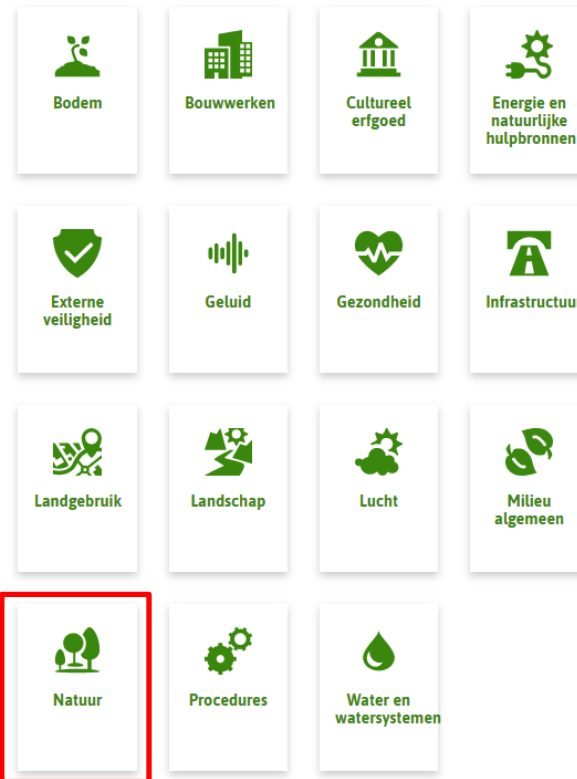 Bodem
Bouwwerken
Cultureel
erfgoed
Energie en
natuurlijke
hulpbronnen
Externe
veiligheid
Geluid
Gezondheid
Infrastructuur
Landgebruik
Landschap
Lucht
Milieu
algemeen
Natuur
Procedures
Water en
watersystemen